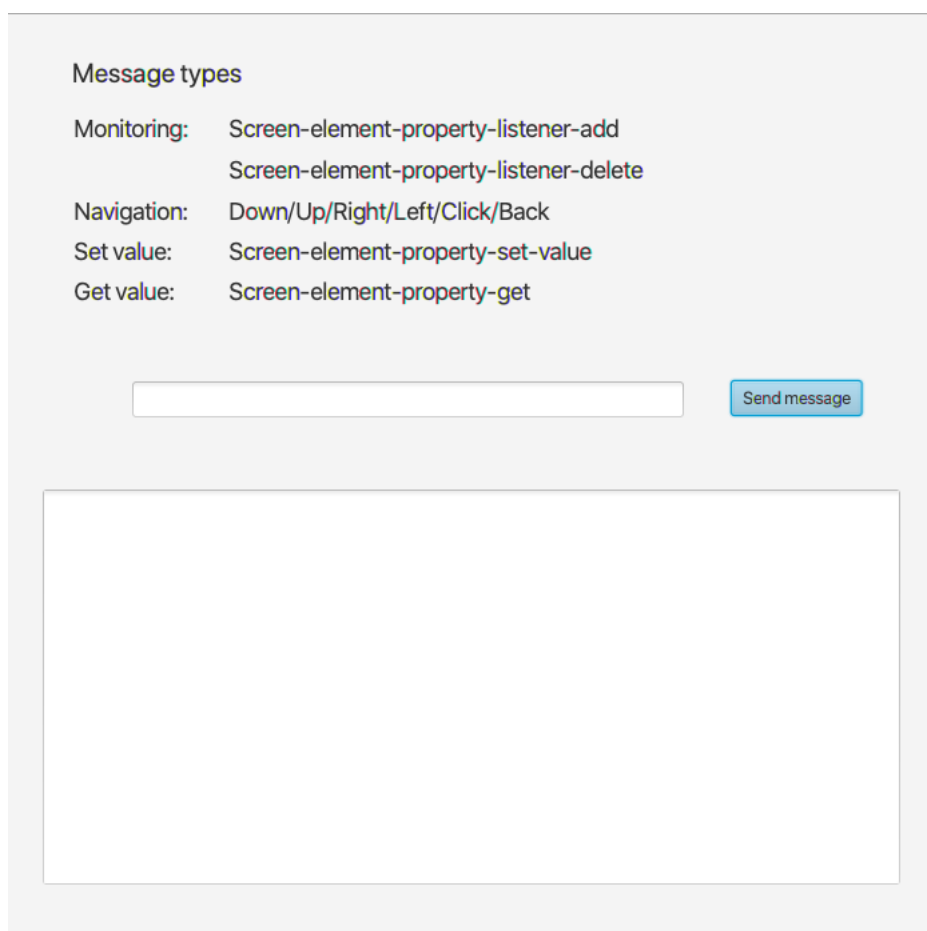 Message types
Monitoring: Screen-element-property-listener-add
Screen-element-property-listener-delete
Navigation: Down/Up/Right/Left/Click/Back
Set value: Screen-element-property-set-value
Get value: Screen-element-property-get
Send message